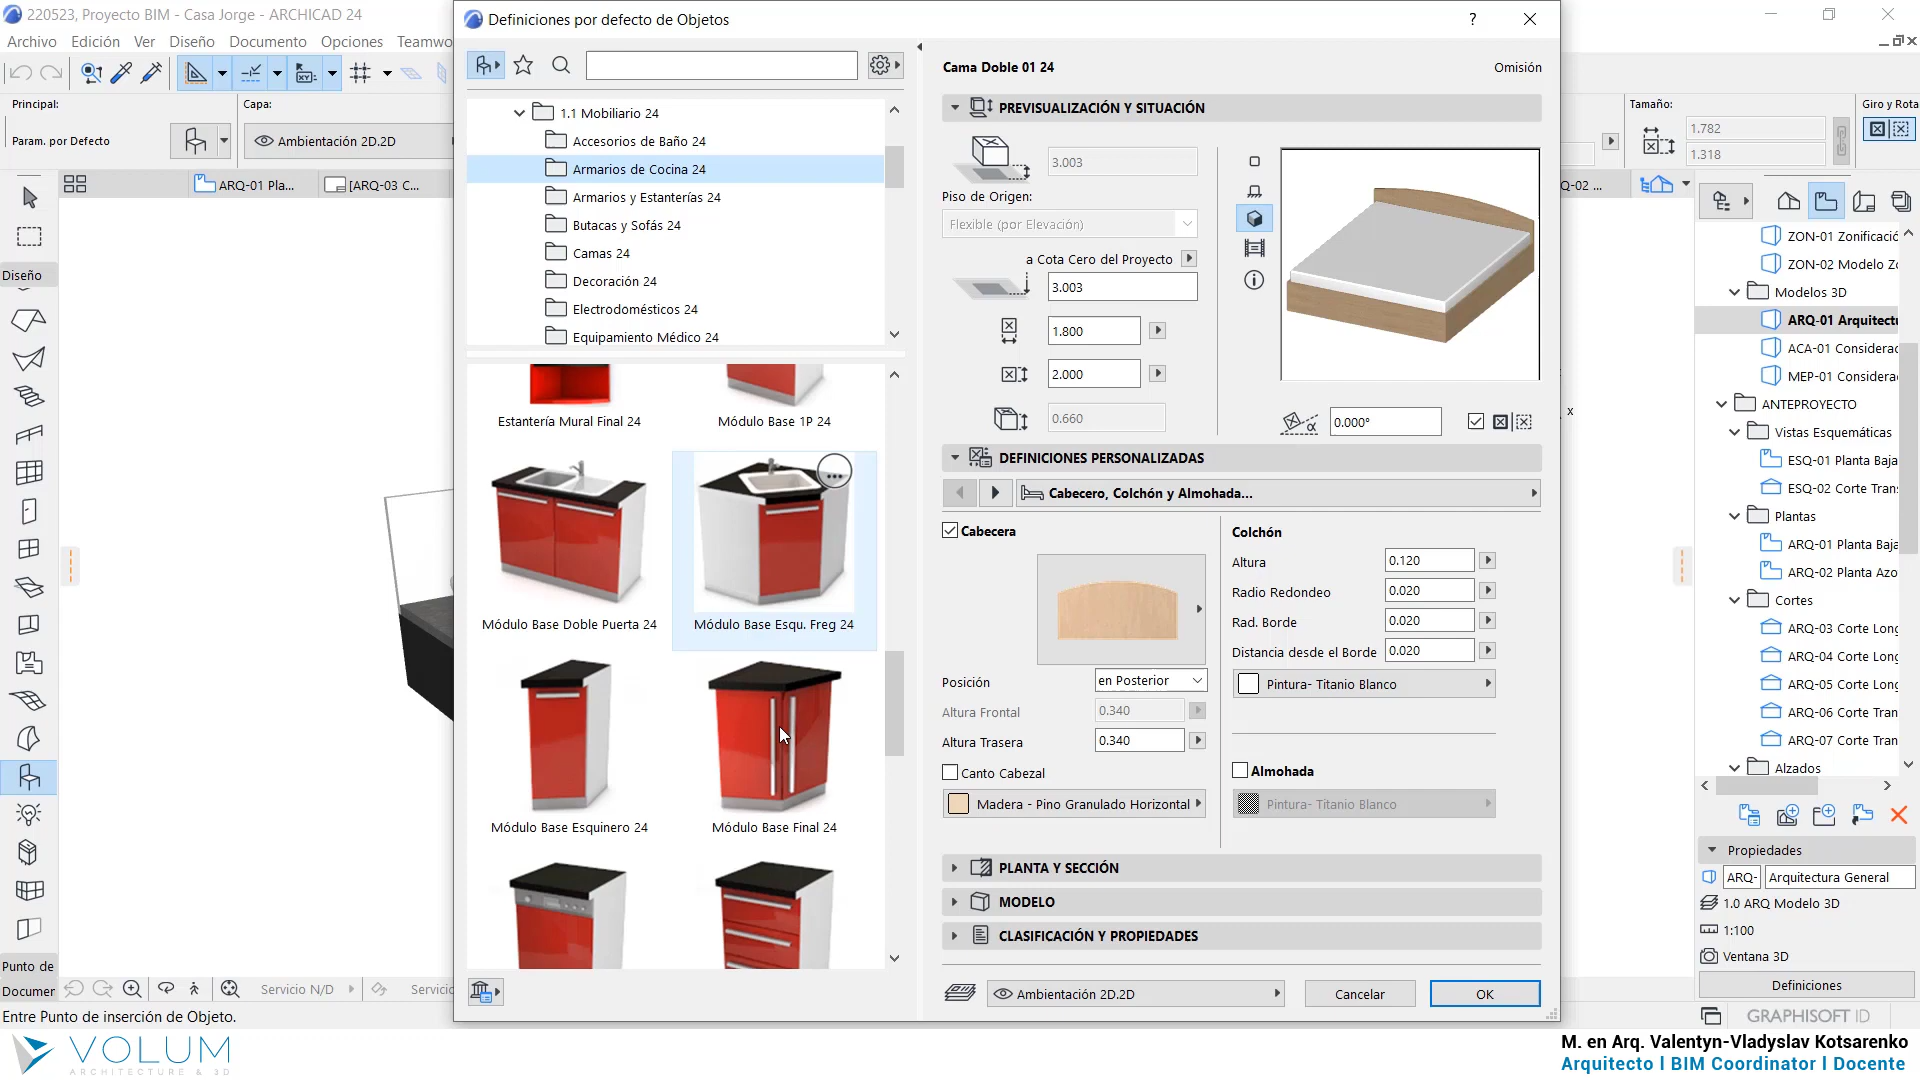 220523, Proyecto BIM - Casa Jorge - ARCHICAD 24
Archivo Edición Ver Diseño Documento Opciones Teamwo
Principal:
Capa:
Param. por Defecto
Ambientación 2D.2D
ARQ-01 Pla...
[ARQ-03 C...
Diseño
Punto de
Documer
Servicio N/D
Servicio
Entre Punto de inserción de Objeto.
Definiciones por defecto de Objetos
?
1.1 Mobiliario 24
Accesorios de Baño 24
Armarios de Cocina 24
Armarios y Estanterías 24
Butacas y Sofás 24
Camas 24
Decoración 24
Electrodomésticos 24
Equipamiento Médico 24
Estantería Mural Final 24
Módulo Base 1P 24
Módulo Base Doble Puerta 24
Módulo Base Esqu. Freg 24
Módulo Base Esquinero 24
Módulo Base Final 24
Cama Doble 01 24
Omisión
PREVISUALIZACIÓN Y SITUACIÓN
3.003
Piso de Origen:
Flexible (por Elevación)
a Cota Cero del Proyecto
3.003
1.800
2.000
0.660
0.000°
DEFINICIONES PERSONALIZADAS
Cabecero, Colchón y Almohada...
Cabecera
Posición
en Posterior
Altura Frontal
0.340
Altura Trasera
0.340
Canto Cabezal
Madera - Pino Granulado Horizontal
Colchón
Altura
0.120
Radio Redondeo
0.020
Rad. Borde
0.020
Distancia desde el Borde
0.020
Pintura- Titanio Blanco
Almohada
Pintura- Titanio Blanco
PLANTA Y SECCIÓN
MODELO
CLASIFICACIÓN Y PROPIEDADES
Ambientación 2D.2D
Cancelar
OK
Tamaño:
1.782
1.318
Giro y Rota
Q-02 ...
x
ZON-01 Zonificació
ZON-02 Modelo Zo
Modelos 3D
ARQ-01 Arquitectu
ACA-01 Considerac
MEP-01 Considera
ANTEPROYECTO
Vistas Esquemáticas
ESQ-01 Planta Baja
ESQ-02 Corte Trans
Plantas
ARQ-01 Planta Baja
ARQ-02 Planta Azo
Cortes
ARQ-03 Corte Long
ARQ-04 Corte Long
ARQ-05 Corte Long
ARQ-06 Corte Tran
ARQ-07 Corte Tran
Alzados
Propiedades
ARQ-
Arquitectura General
1.0 ARQ Modelo 3D
1:100
Ventana 3D
Definiciones
GRAPHISOFT ID
VOLUM
ARCHITECTURE & 3D
M. en Arq. Valentyn-Vladyslav Kotsarenko
Arquitecto | BIM Coordinator | Docente